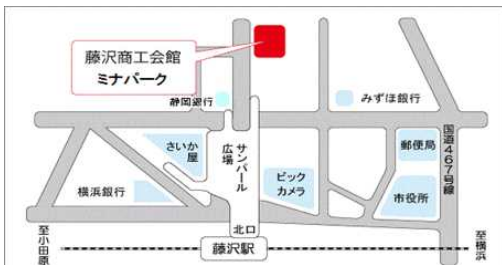 藤沢商工会館
ミナパーク
静岡銀行
みずほ銀行
国道467号線
郵便局
さいか
屋
サンパール
広場
ビック
カメラ
横浜銀行
市役所
北口
至小田原
藤沢駅
至横浜